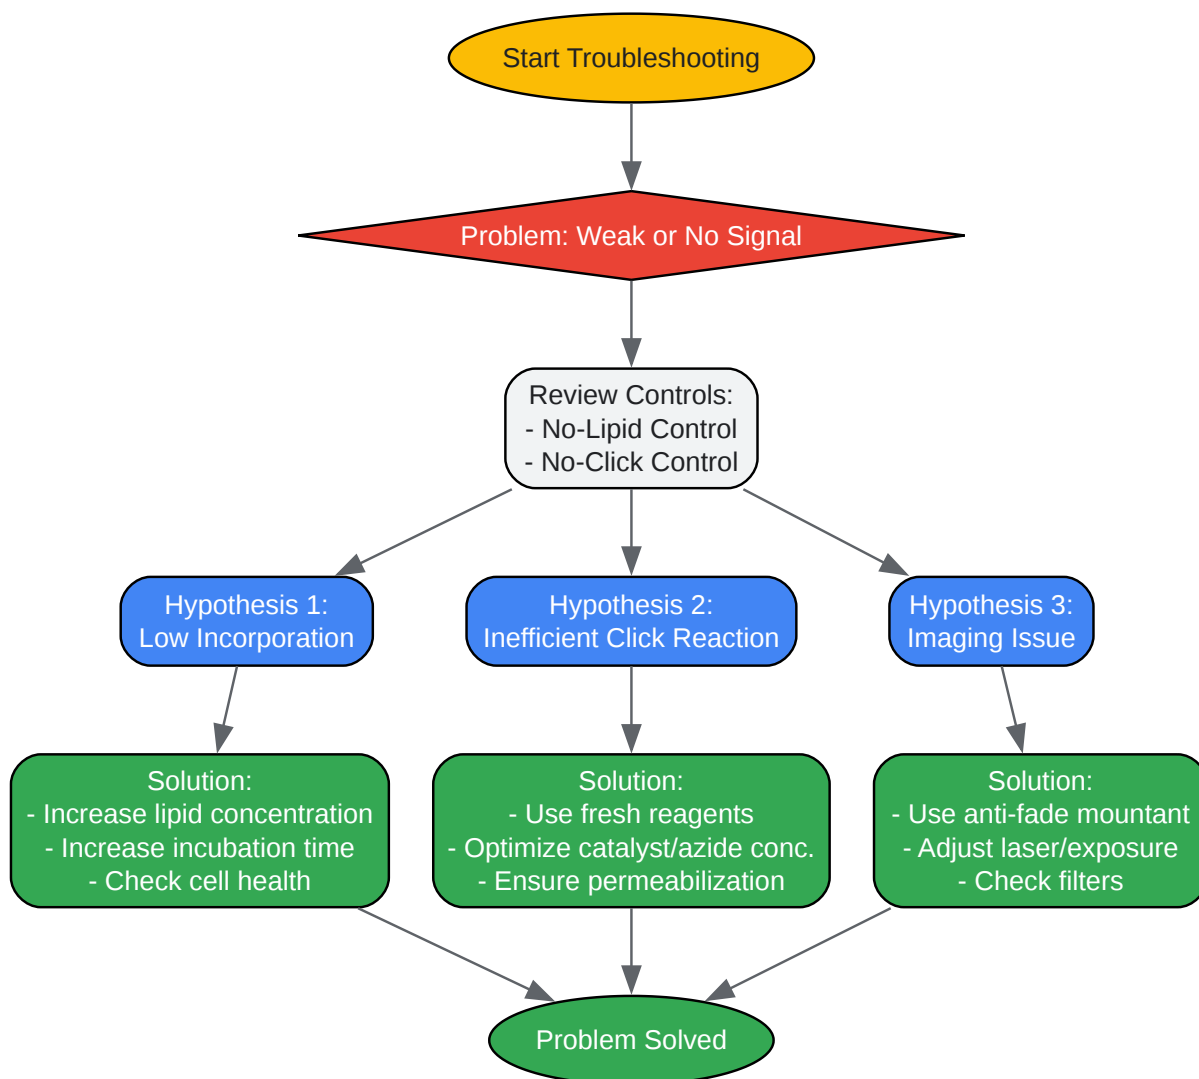 Start Troubleshooting
Problem: Weak or No Signal
Review Controls:
- No-Lipid Control
- No-Click Control
Hypothesis 1:
Low Incorporation
Hypothesis 2:
Inefficient Click Reaction
Hypothesis 3:
Imaging Issue
Solution:
- Increase lipid concentration
- Increase incubation time
- Check cell health
Solution:
- Use fresh reagents
- Optimize catalyst/azide conc.
- Ensure permeabilization
Solution:
- Use anti-fade mountant
- Adjust laser/exposure
- Check filters
Problem Solved